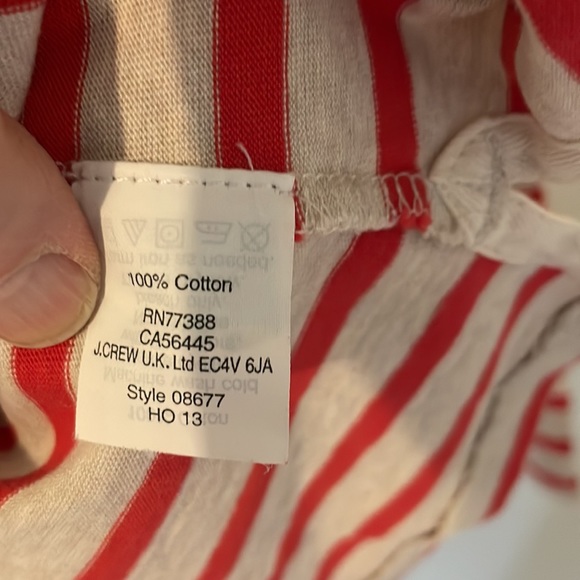 100% Cotton
RN77388
CA56445
J.CREW U.K. Ltd EC4V 6JA
Style 08677
HO 13